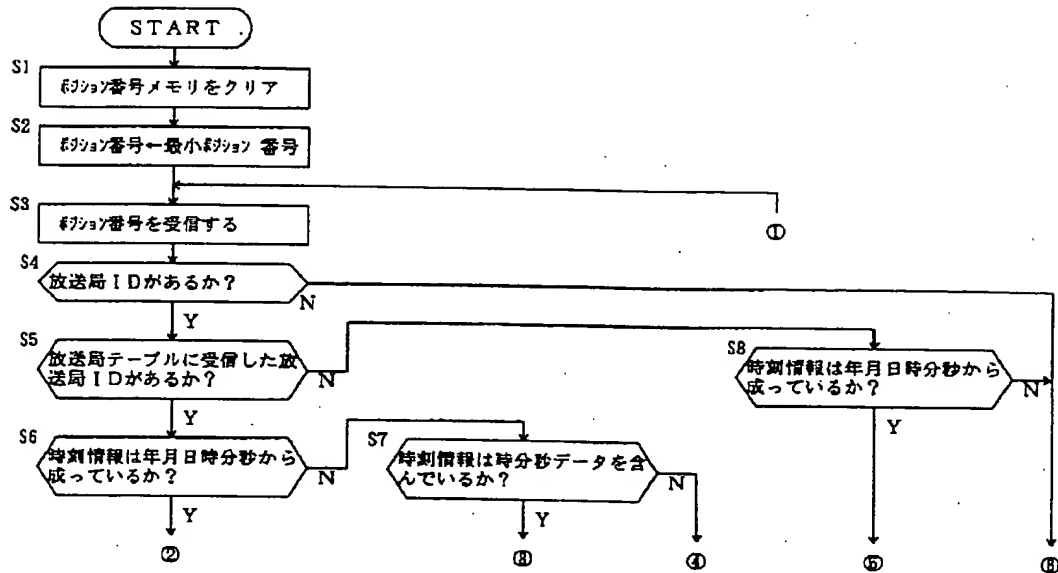 START
S1
ポジション番号メモリをクリア
S2
ポジション番号←最小ポジション 番号
S3
ポジション番号を受信する
①
S4
放送局IDがあるか?
N
Y
S5
放送局テーブルに受信した放
送局IDがあるか?
N
Y
S8
時刻情報は年月日時分秒から
成っているか?
N
Y
S6
時刻情報は年月日時分秒から
成っているか?
N
Y
S7
時刻情報は時分秒データを含
んでいるか?
N
Y
②
③
④
⑤
⑥